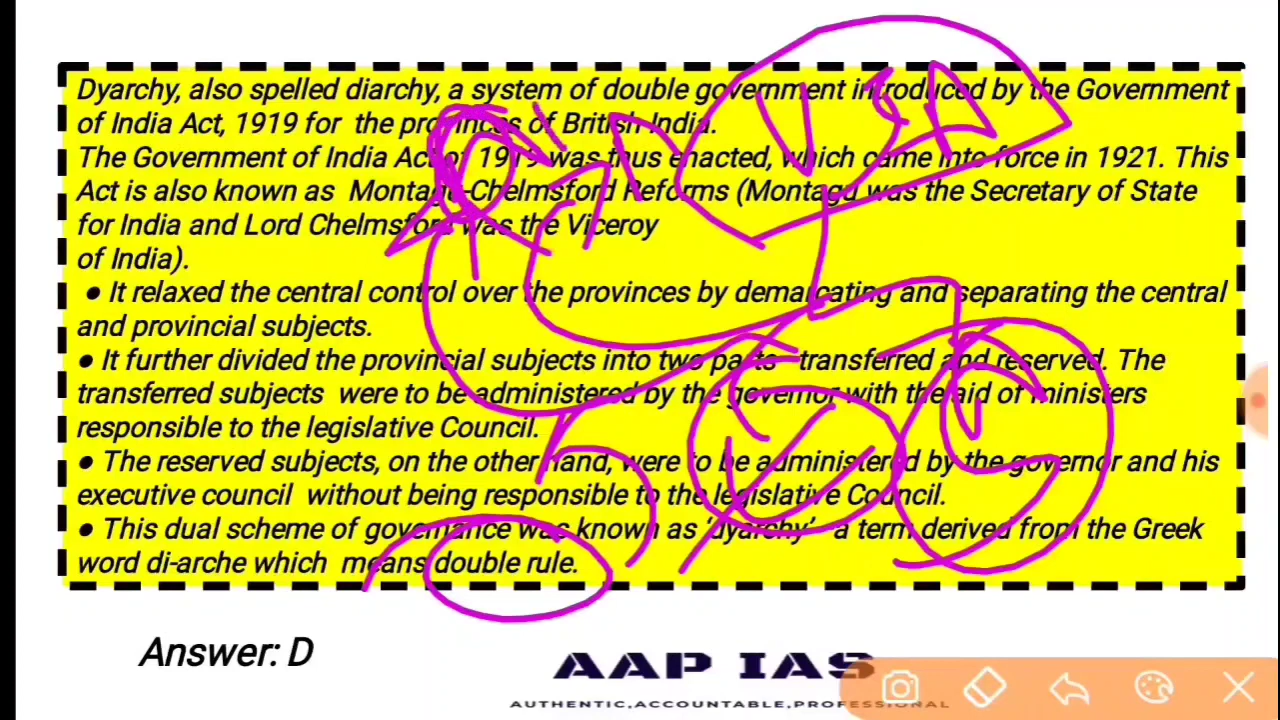 Dyarchy, also spelled diarchy, a system of double government introduced by the Government
of India Act, 1919 for the provinces of British India.
The Government of India Act of 1919 was thus enacted, which came into force in 1921. This
Act is also known as Montagu-Chelmsford Reforms (Montagu was the Secretary of State
for India and Lord Chelmsford was the Viceroy
of India).
● It relaxed the central control over the provinces by demarcating and separating the central
and provincial subjects.
● It further divided the provincial subjects into two parts–transferred and reserved. The
transferred subjects were to be administered by the governor with the aid of ministers
responsible to the legislative Council.
● The reserved subjects, on the other hand, were to be administered by the governor and his
executive council without being responsible to the legislative Council.
● This dual scheme of governance was known as ‘dyarchy’–a term derived from the Greek
word di-arche which means double rule.
Answer: D
AAP IAS
AUTHENTIC,ACCOUNTABLE,PROFESSIONAL